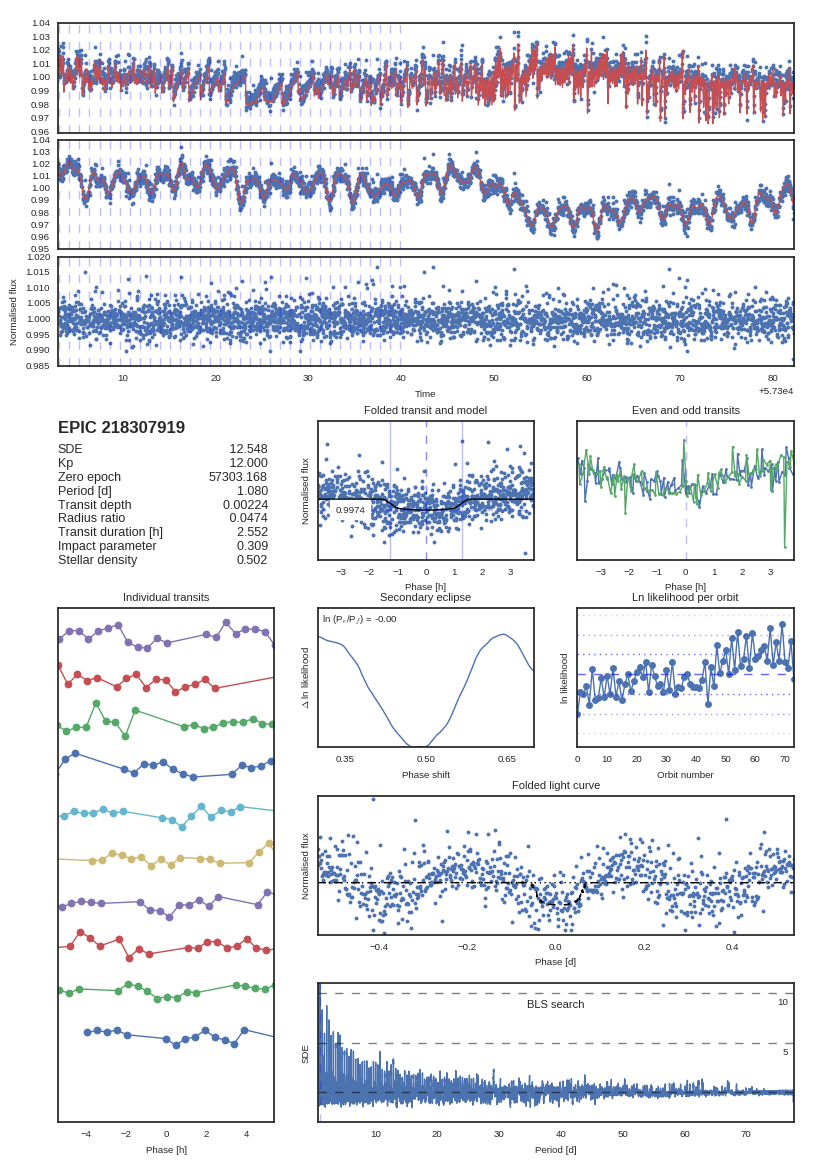 1.04
1.03
1.02
1.01
1.00
0.99
0.98
0.97
0.96
1.04
1.03
1.02
1.01
1.00
0.99
0.98
0.97
0.96
0.95
1.020
1.015
1.010
1.005
1.000
0.995
0.990
0.985
Normalised flux
10 20 30 40 50 60 70 80
Time
+5.73e4
EPIC 218307919
SDE 12.548
Kp 12.000
Zero epoch 57303.168
Period [d] 1.080
Transit depth 0.00224
Radius ratio 0.0474
Transit duration [h] 2.552
Impact parameter 0.309
Stellar density 0.502
Folded transit and model
Normalised flux
0.9974
−3 −2 −1 0 1 2 3
Phase [h]
Even and odd transits
−3 −2 −1 0 1 2 3
Phase [h]
Individual transits
−4 −2 0 2 4
Phase [h]
Secondary eclipse
ln (Pₑ/P𝑓) = -0.00
Δ ln likelihood
0.35 0.50 0.65
Phase shift
Ln likelihood per orbit
ln likelihood
0 10 20 30 40 50 60 70
Orbit number
Folded light curve
Normalised flux
−0.4 −0.2 0.0 0.2 0.4
Phase [d]
BLS search
SDE
10
5
10 20 30 40 50 60 70
Period [d]